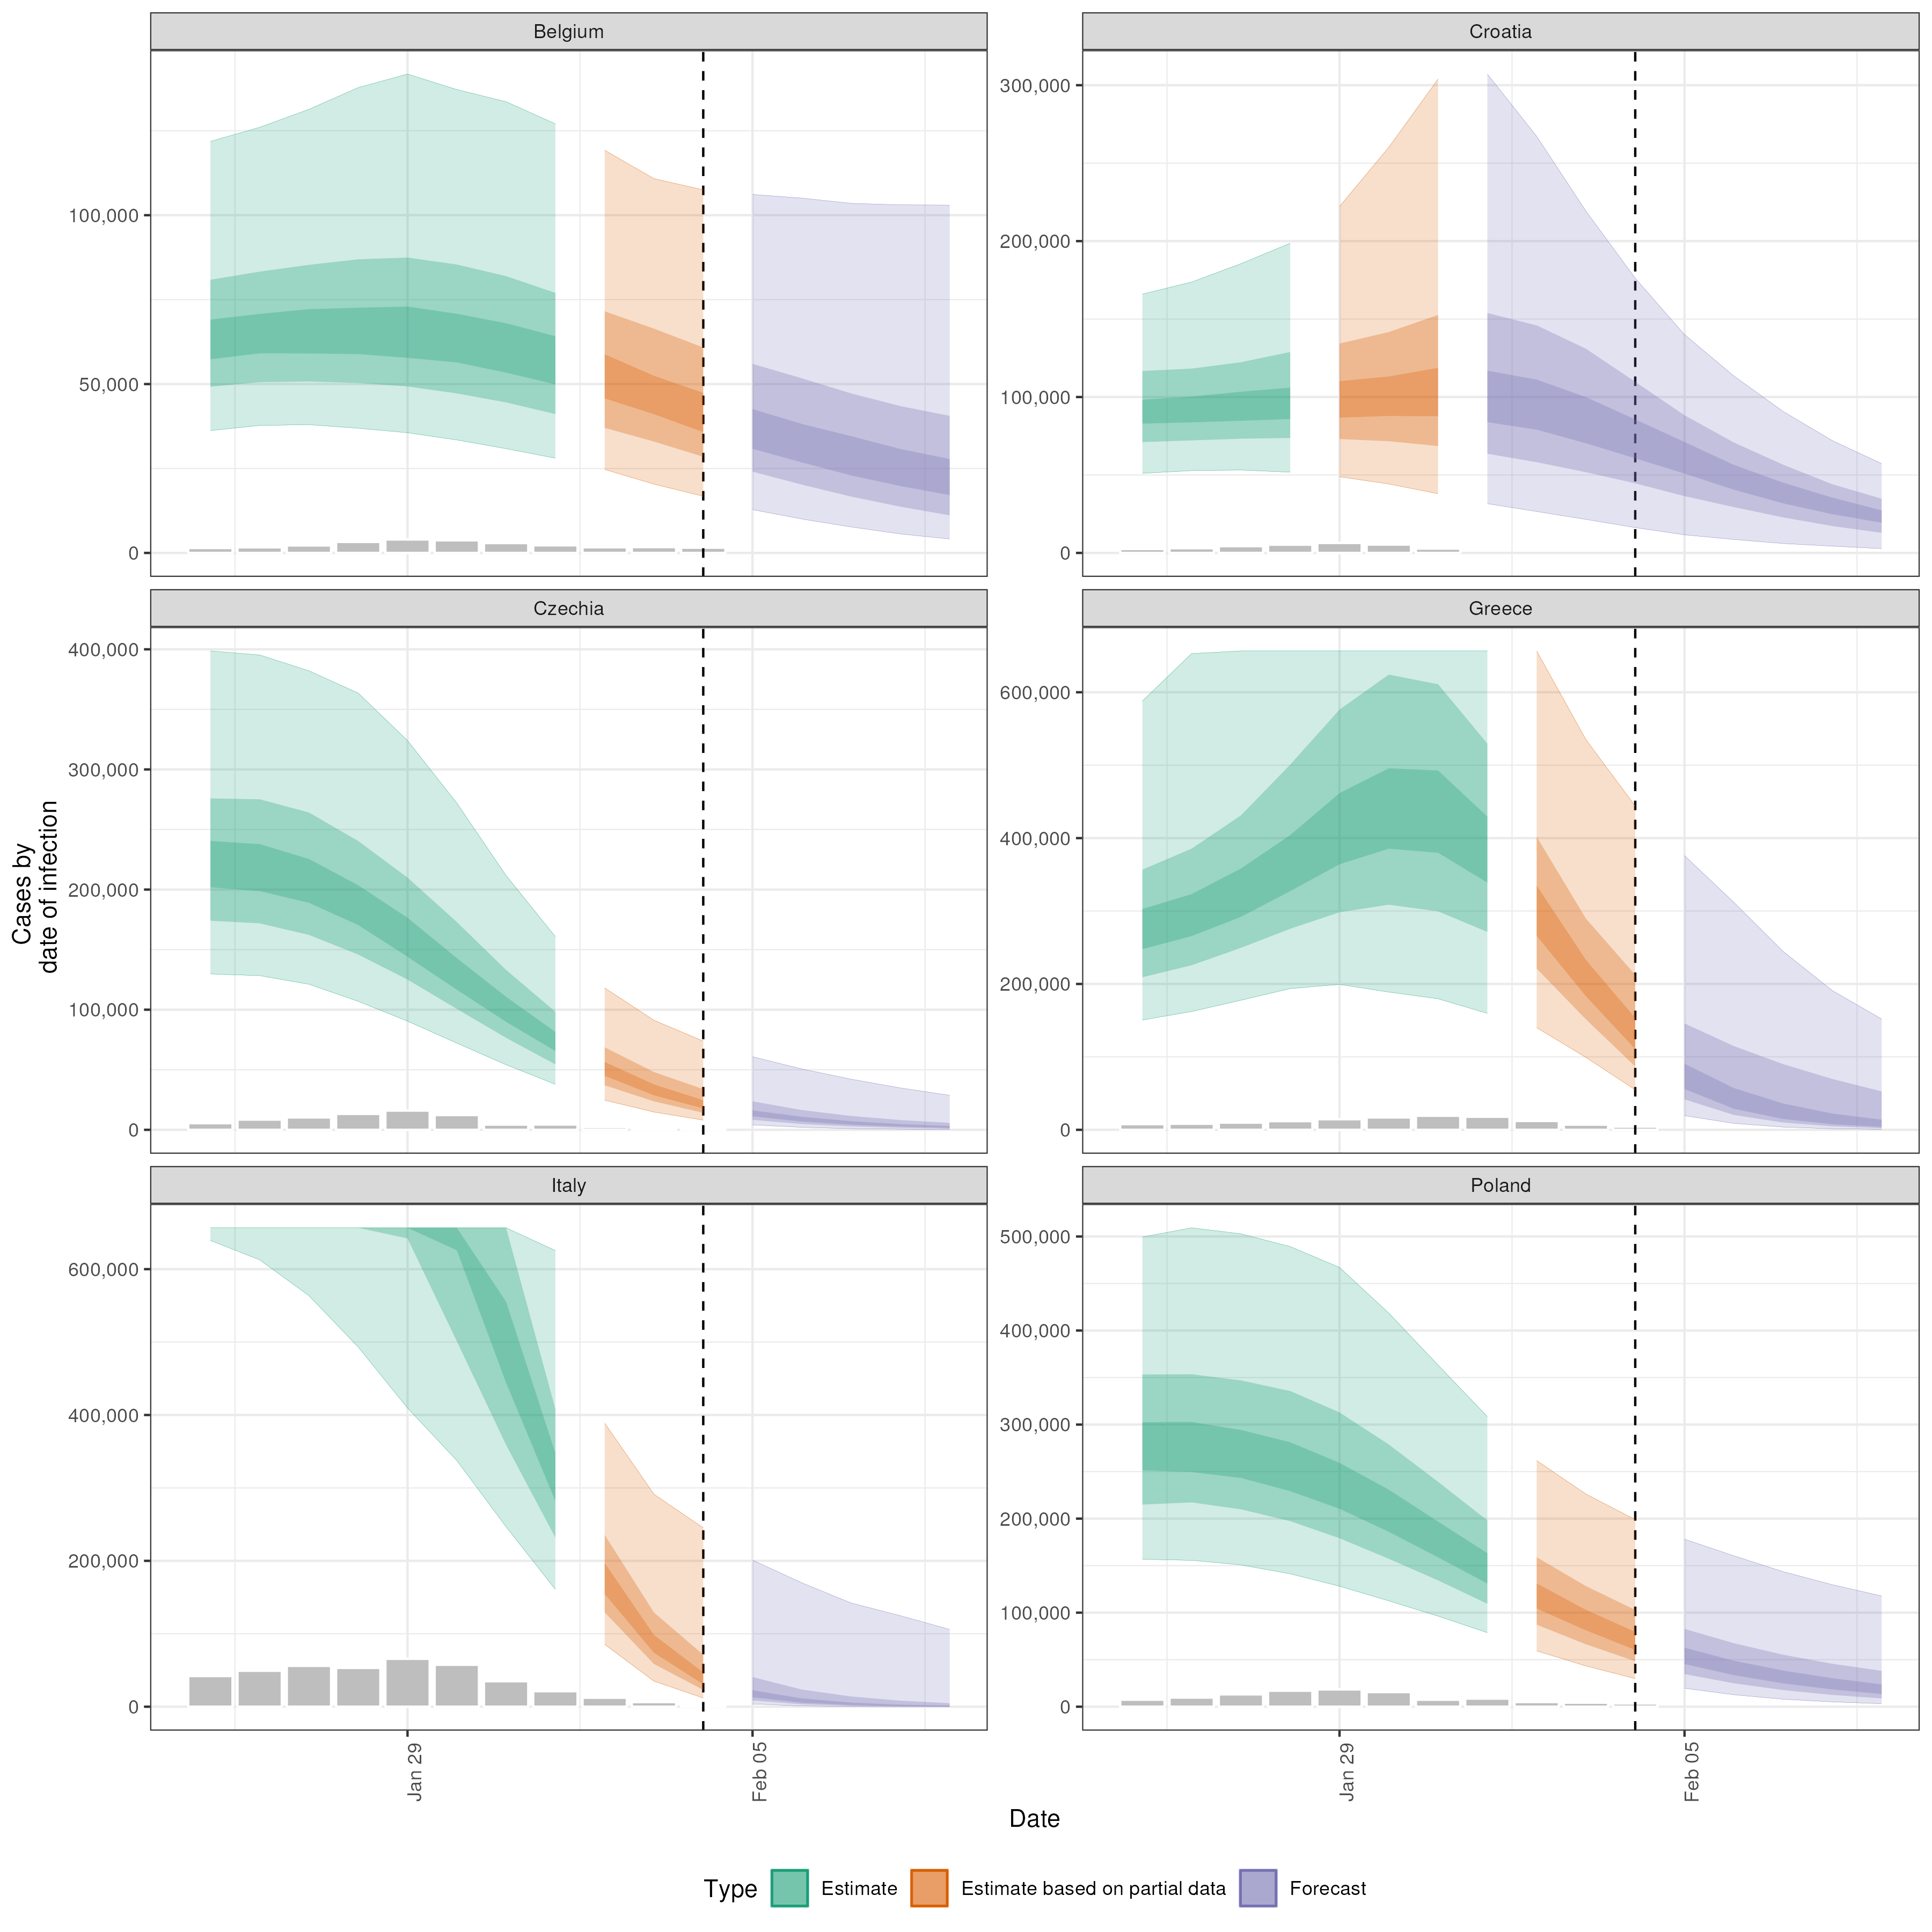 Belgium
Croatia
100,000
50,000
0
300,000
200,000
100,000
0
Czechia
Greece
400,000
300,000
200,000
100,000
0
600,000
400,000
200,000
0
Italy
Poland
600,000
400,000
200,000
0
500,000
400,000
300,000
200,000
100,000
0
Cases by
date of infection
Jan 29
Feb 05
Jan 29
Feb 05
Date
Type
Estimate
Estimate based on partial data
Forecast